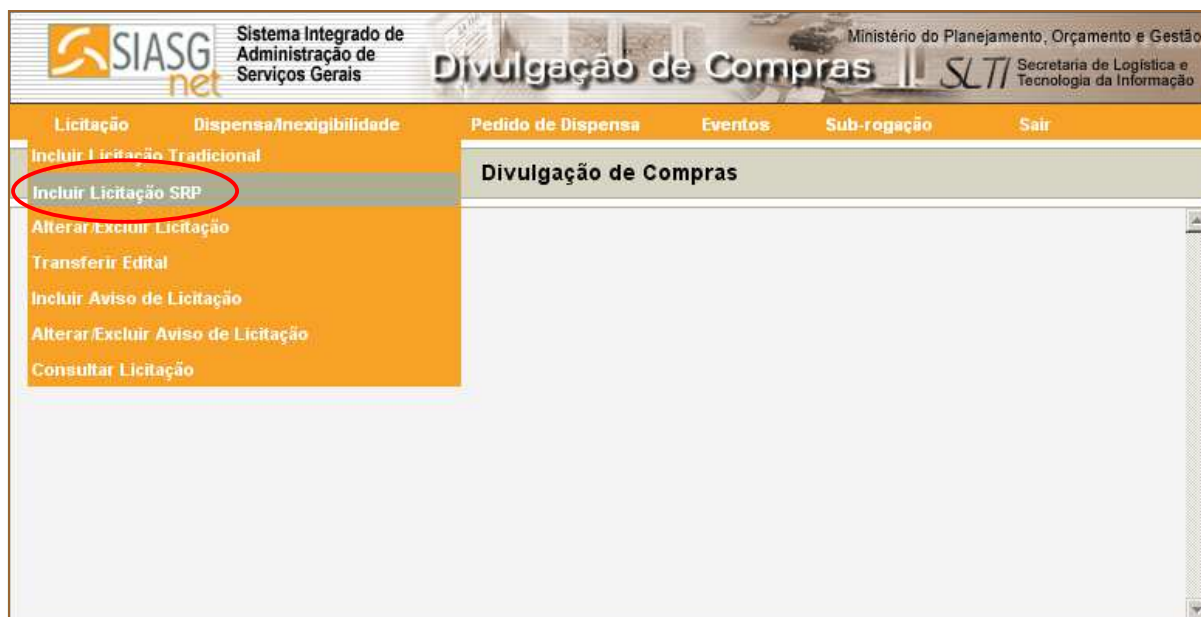 SIASG
net
Sistema Integrado de
Administração de
Serviços Gerais
Divulgação de Compras
Ministério do Planejamento, Orçamento e Gestão
SLTI
Secretaria de Logística e
Tecnologia da Informação
Licitação Dispensa/Inexigibilidade Pedido de Dispensa Eventos Sub-rogação Sair
Incluir Licitação Tradicional
Divulgação de Compras
Incluir Licitação SRP
Alterar/Excluir Licitação
Transferir Edital
Incluir Aviso de Licitação
Alterar/Excluir Aviso de Licitação
Consultar Licitação